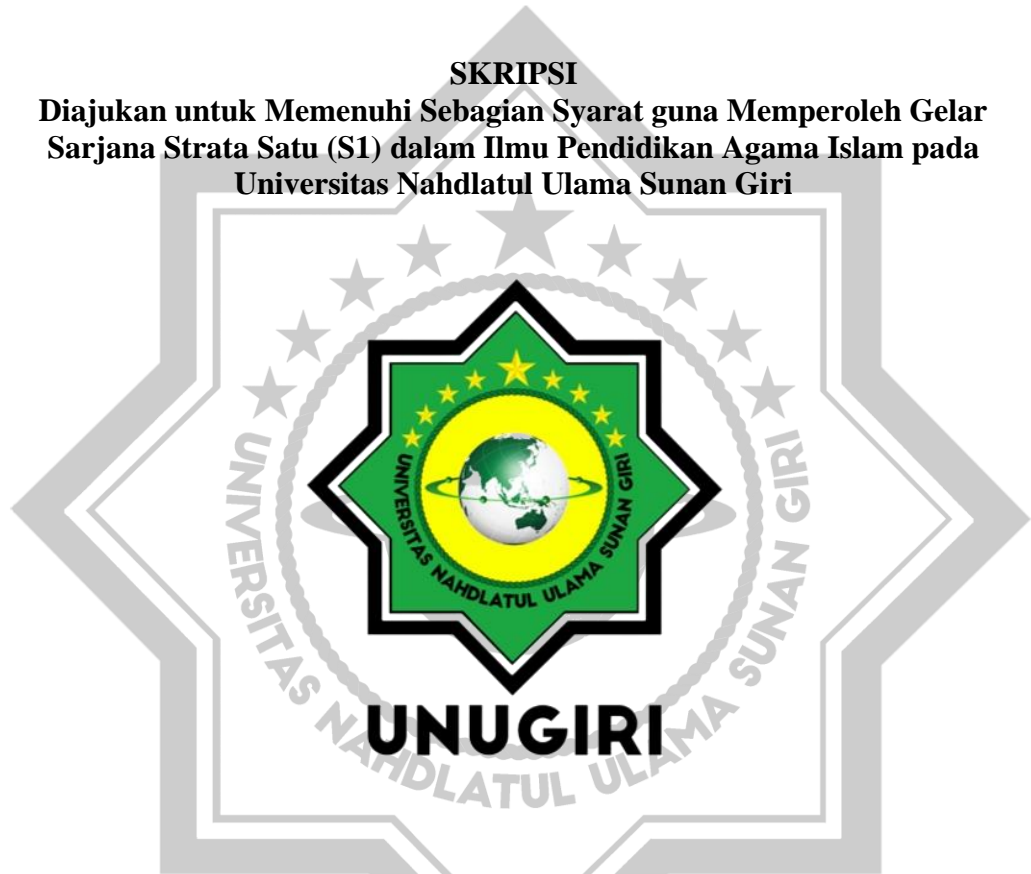 SKRIPSI
Diajukan untuk Memenuhi Sebagian Syarat guna Memperoleh Gelar
Sarjana Strata Satu (S1) dalam Ilmu Pendidikan Agama Islam pada
Universitas Nahdlatul Ulama Sunan Giri
UNIVERSITAS NAHDLATUL ULAMA SUNAN GIRI
UNIVERSITAS NAHDLATUL ULAMA SUNAN GIRI
UNUGIRI